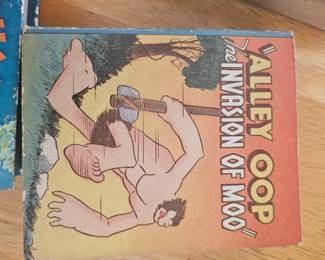 "ALLEY OOP
The INVASION OF MOO"